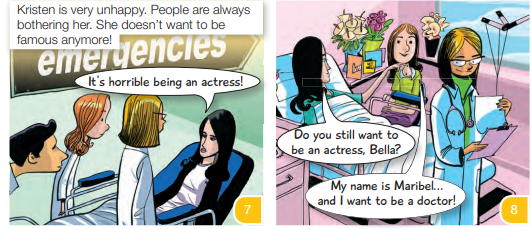 Kristen is very unhappy. People are always
bothering her. She doesn't want to be
famous anymore!
emergencies
It's horrible being an actress!
7
Do you still want to
be an actress, Bella?
My name is Maribel...
and I want to be a doctor!
8